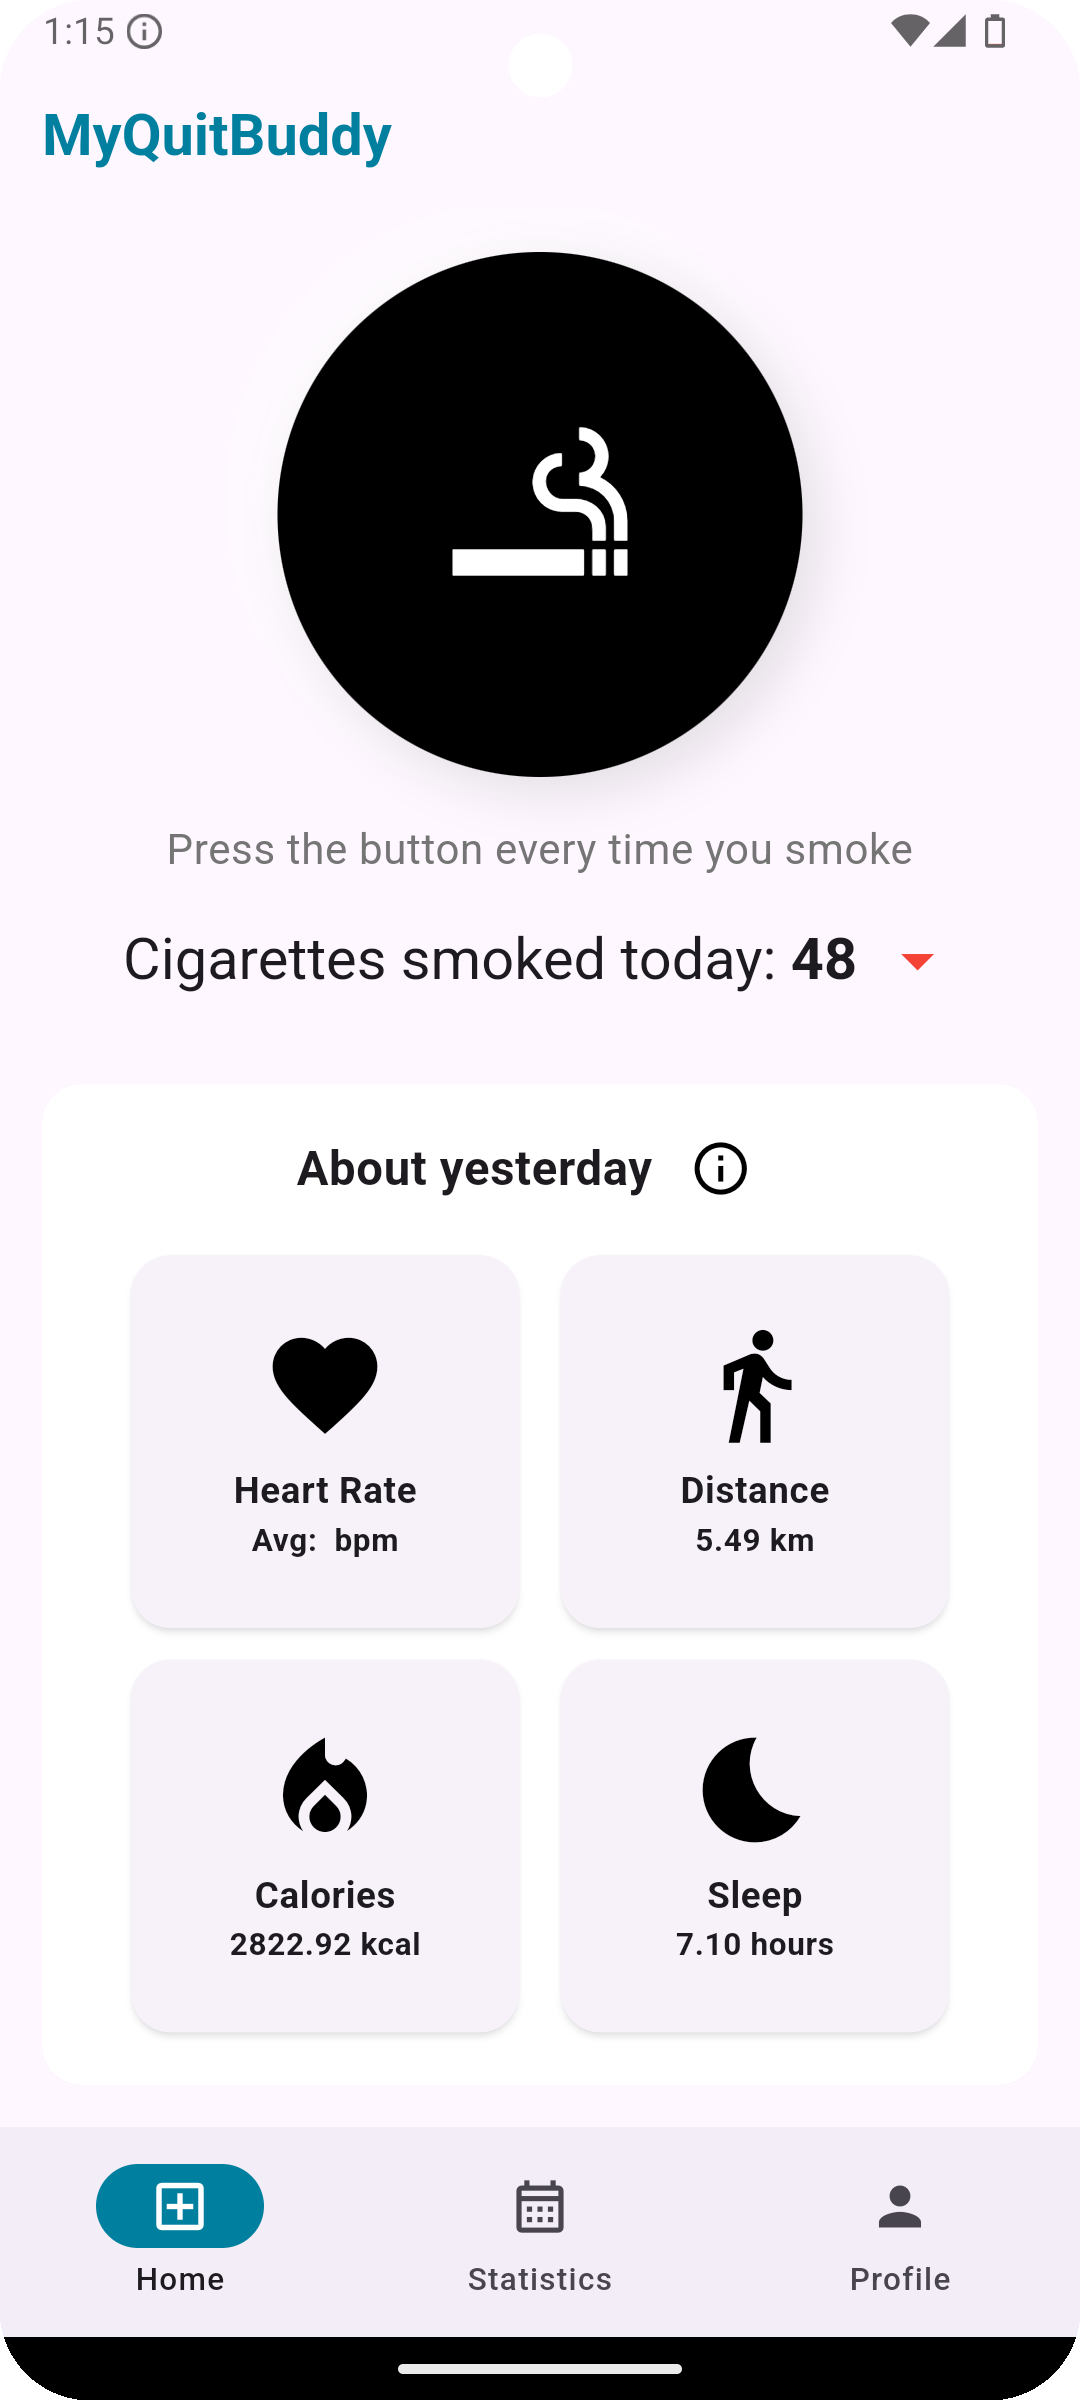 1:15
MyQuitBuddy
Press the button every time you smoke
Cigarettes smoked today: 48
About yesterday
Heart Rate
Avg:  bpm
Distance
5.49 km
Calories
2822.92 kcal
Sleep
7.10 hours
Home
Statistics
Profile